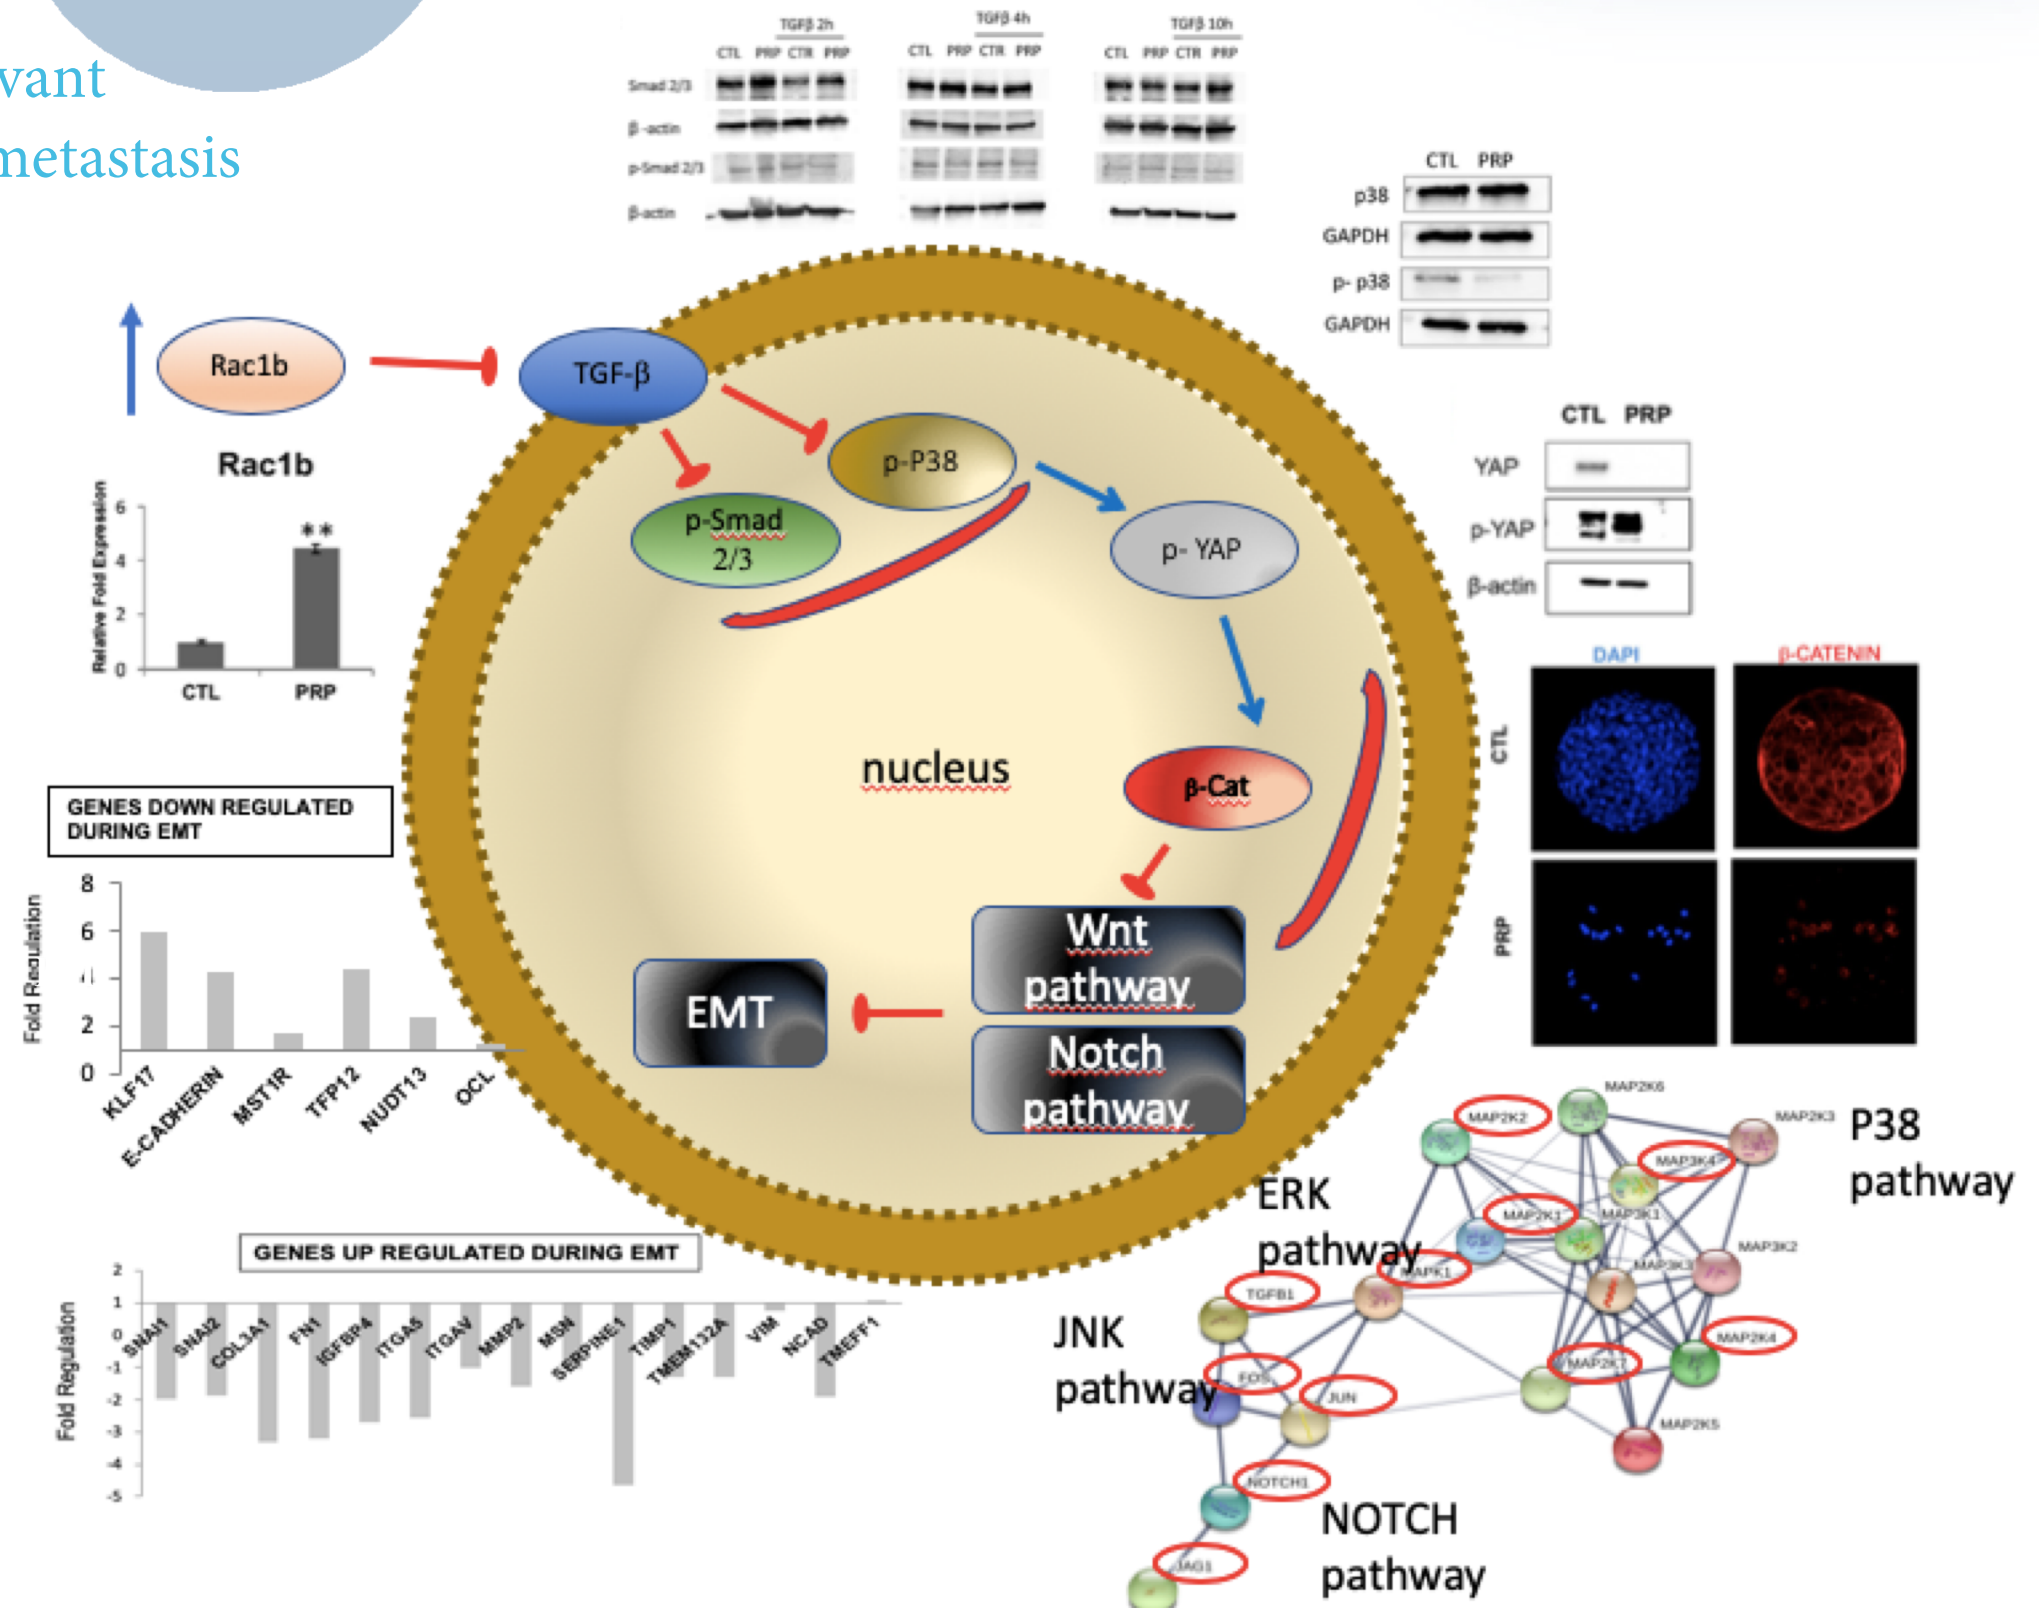 vant
metastasis
TGFβ 2h
CTL PRP CTR PRP
TGFβ 4h
CTL PRP CTR PRP
TGFβ 10h
CTL PRP CTR PRP
Smad 2/3
β -actin
p-Smad 2/3
β-actin
CTL PRP
p38
GAPDH
p- p38
GAPDH
Rac1b
TGF-β
p-P38
p-Smad
2/3
p- YAP
β-Cat
nucleus
Wnt
pathway
Notch
pathway
EMT
Rac1b
Relative Fold Expression
6
4
2
0
**
CTL PRP
CTL PRP
YAP
p-YAP
β-actin
DAPI β-CATENIN
CTL
PRP
GENES DOWN REGULATED
DURING EMT
Fold Regulation
8
6
4
2
0
KLF17
E-CADHERIN
MST1R
TFP12
NUDT13
OCL
GENES UP REGULATED DURING EMT
Fold Regulation
2
1
0
-1
-2
-3
-4
-5
SNAI1
SNAI2
COL3A1
FN1
IGFBP4
ITGA5
ITGAV
MMP2
MSN
SERPINE1
TIMP1
TMEM132A
VIM
NCAD
TMEFF1
MAP2K6
MAP2K2
MAP2K3
P38
pathway
MAP3K4
ERK
pathway
MAP2K1
MAP3K1
MAP3K2
MAPK1
MAP3K3
TGFB1
JNK
pathway
MAP2K4
MAP2K7
FOS
JUN
MAP2K5
NOTCH1
NOTCH
pathway
JAG1